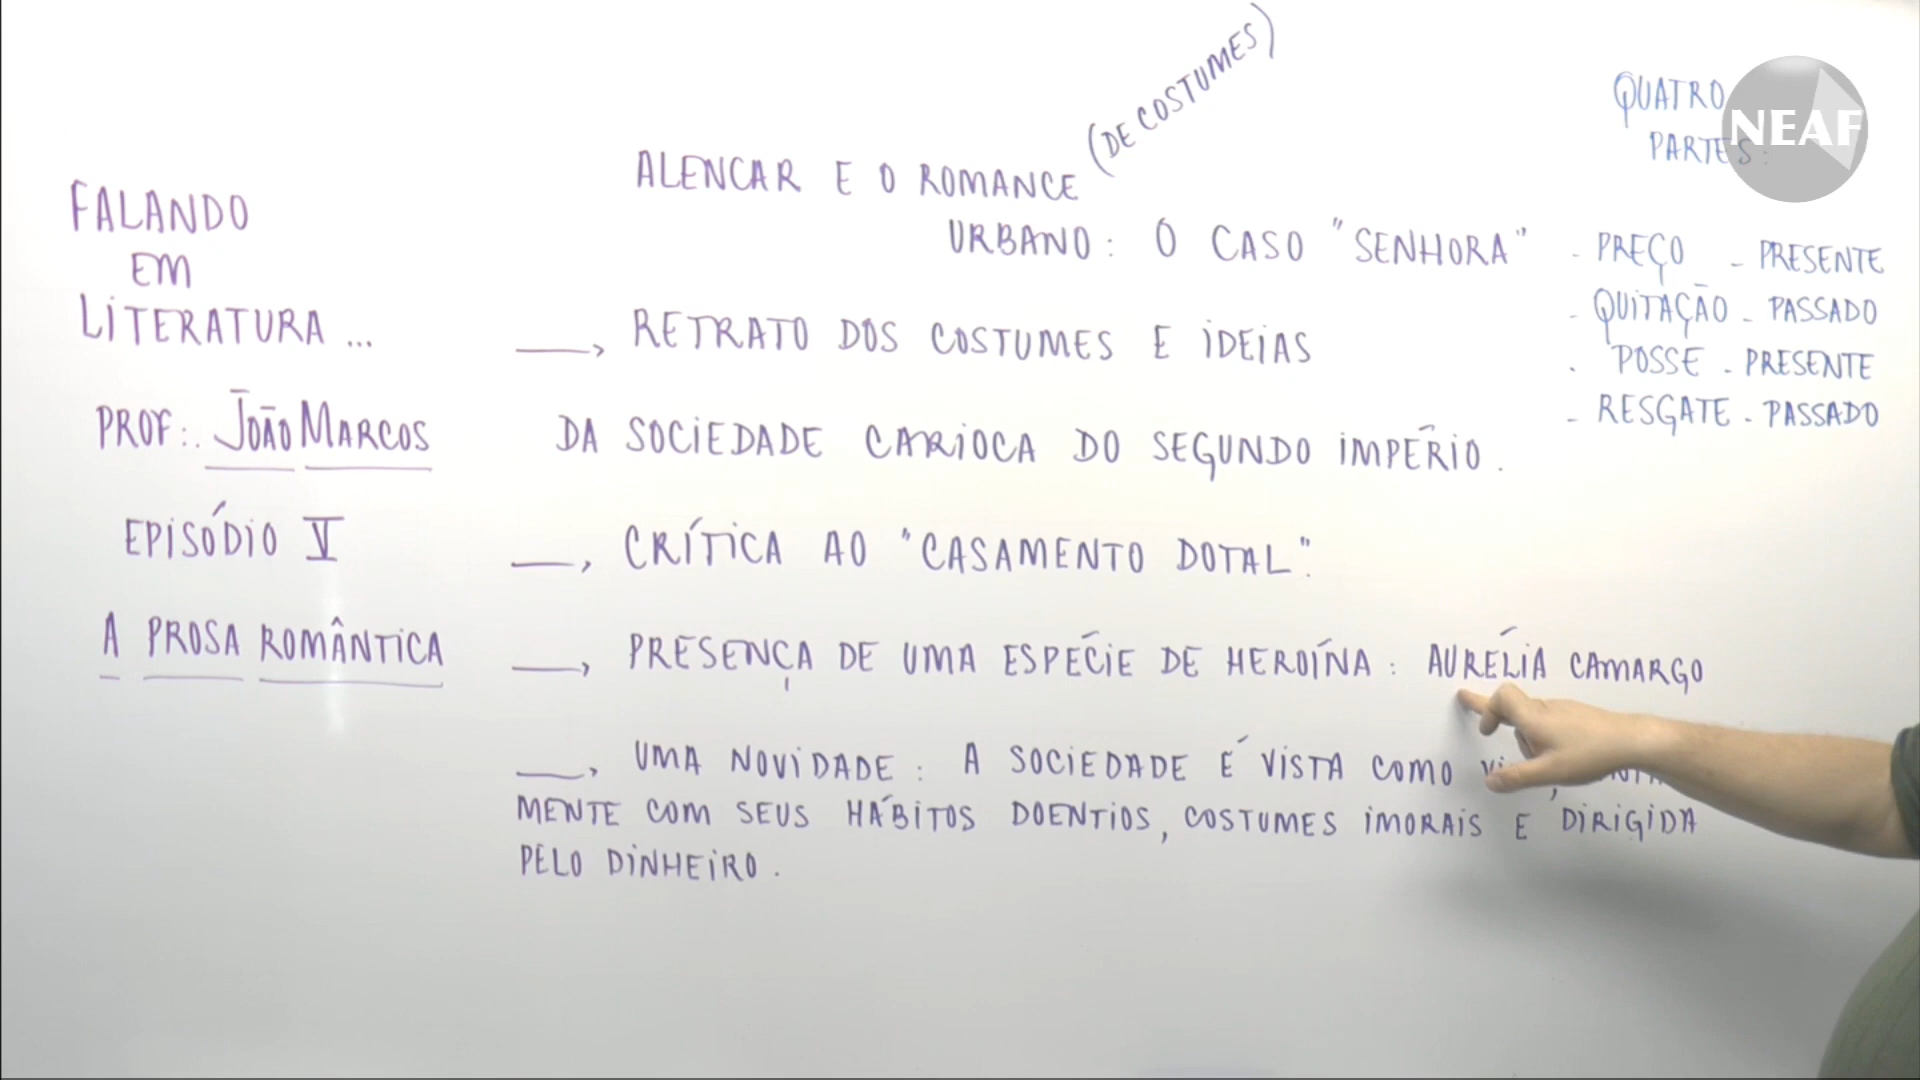 FALANDO
EM
LITERATURA ...
PROF:. JOÃO MARCOS
EPISÓDIO V
A PROSA ROMÂNTICA
ALENCAR E O ROMANCE (DE COSTUMES)
URBANO: O CASO "SENHORA"
RETRATO DOS COSTUMES E IDEIAS
DA SOCIEDADE CARIOCA DO SEGUNDO IMPÉRIO.
CRÍTICA AO "CASAMENTO DOTAL".
PRESENÇA DE UMA ESPÉCIE DE HEROÍNA: AURÉLIA CAMARGO
UMA NOVIDADE: A SOCIEDADE É VISTA COMO
MENTE COM SEUS HÁBITOS DOENTIOS, COSTUMES IMORAIS E DIRIGIDA
PELO DINHEIRO.
QUATRO
PARTES:
- PREÇO - PRESENTE
- QUITAÇÃO - PASSADO
. POSSE - PRESENTE
- RESGATE - PASSADO
NEAF